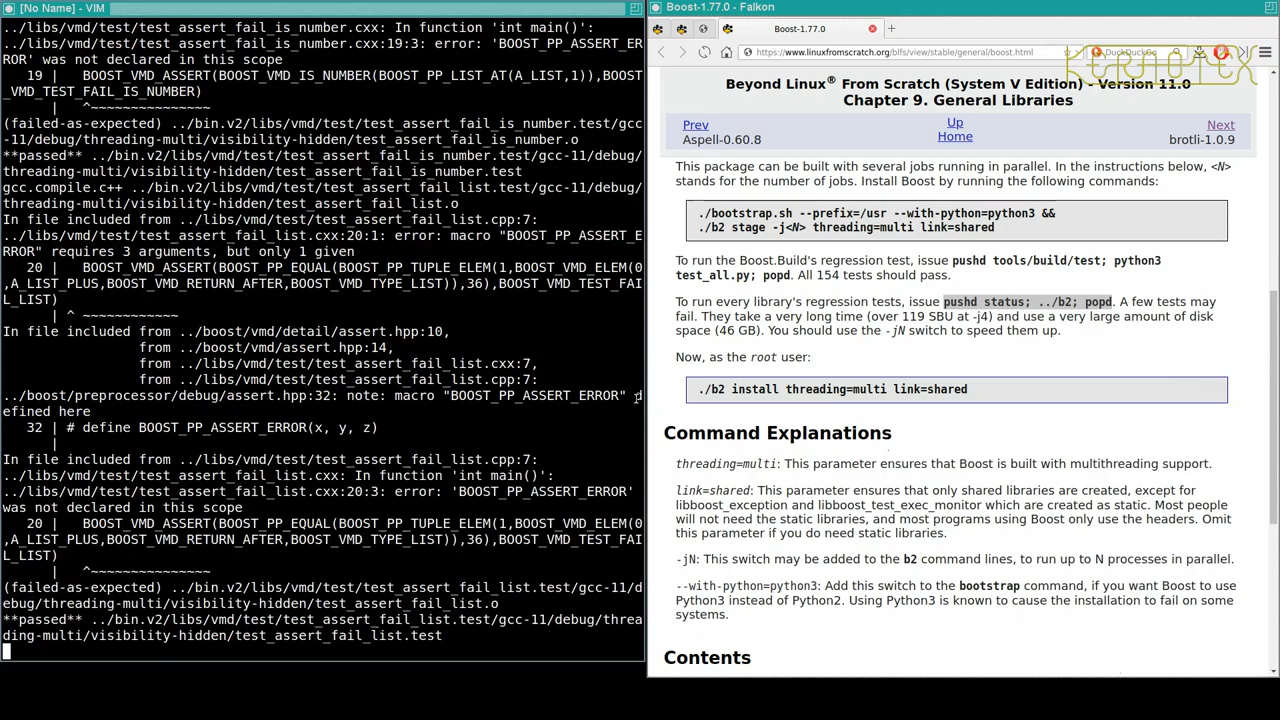 [No Name] - VIM
../libs/vmd/test/test_assert_fail_is_number.cxx: In function 'int main()':
../libs/vmd/test/test_assert_fail_is_number.cxx:19:3: error: 'BOOST_PP_ASSERT_ER
ROR' was not declared in this scope
19 |   BOOST_VMD_ASSERT(BOOST_VMD_IS_NUMBER(BOOST_PP_LIST_AT(A_LIST,1)),BOOST
_VMD_TEST_FAIL_IS_NUMBER)
|   ^~~~~~~~~~~~~~~~
(failed-as-expected) ../bin.v2/libs/vmd/test/test_assert_fail_is_number.test/gcc
-11/debug/threading-multi/visibility-hidden/test_assert_fail_is_number.o
**passed** ../bin.v2/libs/vmd/test/test_assert_fail_is_number.test/gcc-11/debug/
threading-multi/visibility-hidden/test_assert_fail_is_number.test
gcc.compile.c++ ../bin.v2/libs/vmd/test/test_assert_fail_list.test/gcc-11/debug/
threading-multi/visibility-hidden/test_assert_fail_list.o
In file included from ../libs/vmd/test/test_assert_fail_list.cpp:7:
../libs/vmd/test/test_assert_fail_list.cxx:20:1: error: macro "BOOST_PP_ASSERT_E
RROR" requires 3 arguments, but only 1 given
20 |   BOOST_VMD_ASSERT(BOOST_PP_EQUAL(BOOST_PP_TUPLE_ELEM(1,BOOST_VMD_ELEM(0
,A_LIST_PLUS,BOOST_VMD_RETURN_AFTER,BOOST_VMD_TYPE_LIST)),36),BOOST_VMD_TEST_FAI
L_LIST)
| ^ ~~~~~~~~~~~~
In file included from ../boost/vmd/detail/assert.hpp:10,
from ../boost/vmd/assert.hpp:14,
from ../libs/vmd/test/test_assert_fail_list.cxx:7,
from ../libs/vmd/test/test_assert_fail_list.cpp:7:
../boost/preprocessor/debug/assert.hpp:32: note: macro "BOOST_PP_ASSERT_ERROR" d
efined here
32 | # define BOOST_PP_ASSERT_ERROR(x, y, z)
|
In file included from ../libs/vmd/test/test_assert_fail_list.cpp:7:
../libs/vmd/test/test_assert_fail_list.cxx: In function 'int main()':
../libs/vmd/test/test_assert_fail_list.cxx:20:3: error: 'BOOST_PP_ASSERT_ERROR'
was not declared in this scope
20 |   BOOST_VMD_ASSERT(BOOST_PP_EQUAL(BOOST_PP_TUPLE_ELEM(1,BOOST_VMD_ELEM(0
,A_LIST_PLUS,BOOST_VMD_RETURN_AFTER,BOOST_VMD_TYPE_LIST)),36),BOOST_VMD_TEST_FAI
L_LIST)
|   ^~~~~~~~~~~~~~~~
(failed-as-expected) ../bin.v2/libs/vmd/test/test_assert_fail_list.test/gcc-11/d
ebug/threading-multi/visibility-hidden/test_assert_fail_list.o
**passed** ../bin.v2/libs/vmd/test/test_assert_fail_list.test/gcc-11/debug/threa
ding-multi/visibility-hidden/test_assert_fail_list.test
Boost-1.77.0 - Falkon
Boost-1.77.0
https://www.linuxfromscratch.org/blfs/view/stable/general/boost.html
DuckDuckGo
KERNOTEX
Beyond Linux® From Scratch (System V Edition) - Version 11.0
Chapter 9. General Libraries
Prev Up Next
Aspell-0.60.8 Home brotli-1.0.9
This package can be built with several jobs running in parallel. In the instructions below, <N>
stands for the number of jobs. Install Boost by running the following commands:
./bootstrap.sh --prefix=/usr --with-python=python3 &&
./b2 stage -j<N> threading=multi link=shared
To run the Boost.Build's regression test, issue pushd tools/build/test; python3
test_all.py; popd. All 154 tests should pass.
To run every library's regression tests, issue pushd status; ../b2; popd. A few tests may
fail. They take a very long time (over 119 SBU at -j4) and use a very large amount of disk
space (46 GB). You should use the -jN switch to speed them up.
Now, as the root user:
./b2 install threading=multi link=shared
Command Explanations
threading=multi: This parameter ensures that Boost is built with multithreading support.
link=shared: This parameter ensures that only shared libraries are created, except for
libboost_exception and libboost_test_exec_monitor which are created as static. Most people
will not need the static libraries, and most programs using Boost only use the headers. Omit
this parameter if you do need static libraries.
-jN: This switch may be added to the b2 command lines, to run up to N processes in parallel.
--with-python=python3: Add this switch to the bootstrap command, if you want Boost to use
Python3 instead of Python2. Using Python3 is known to cause the installation to fail on some
systems.
Contents